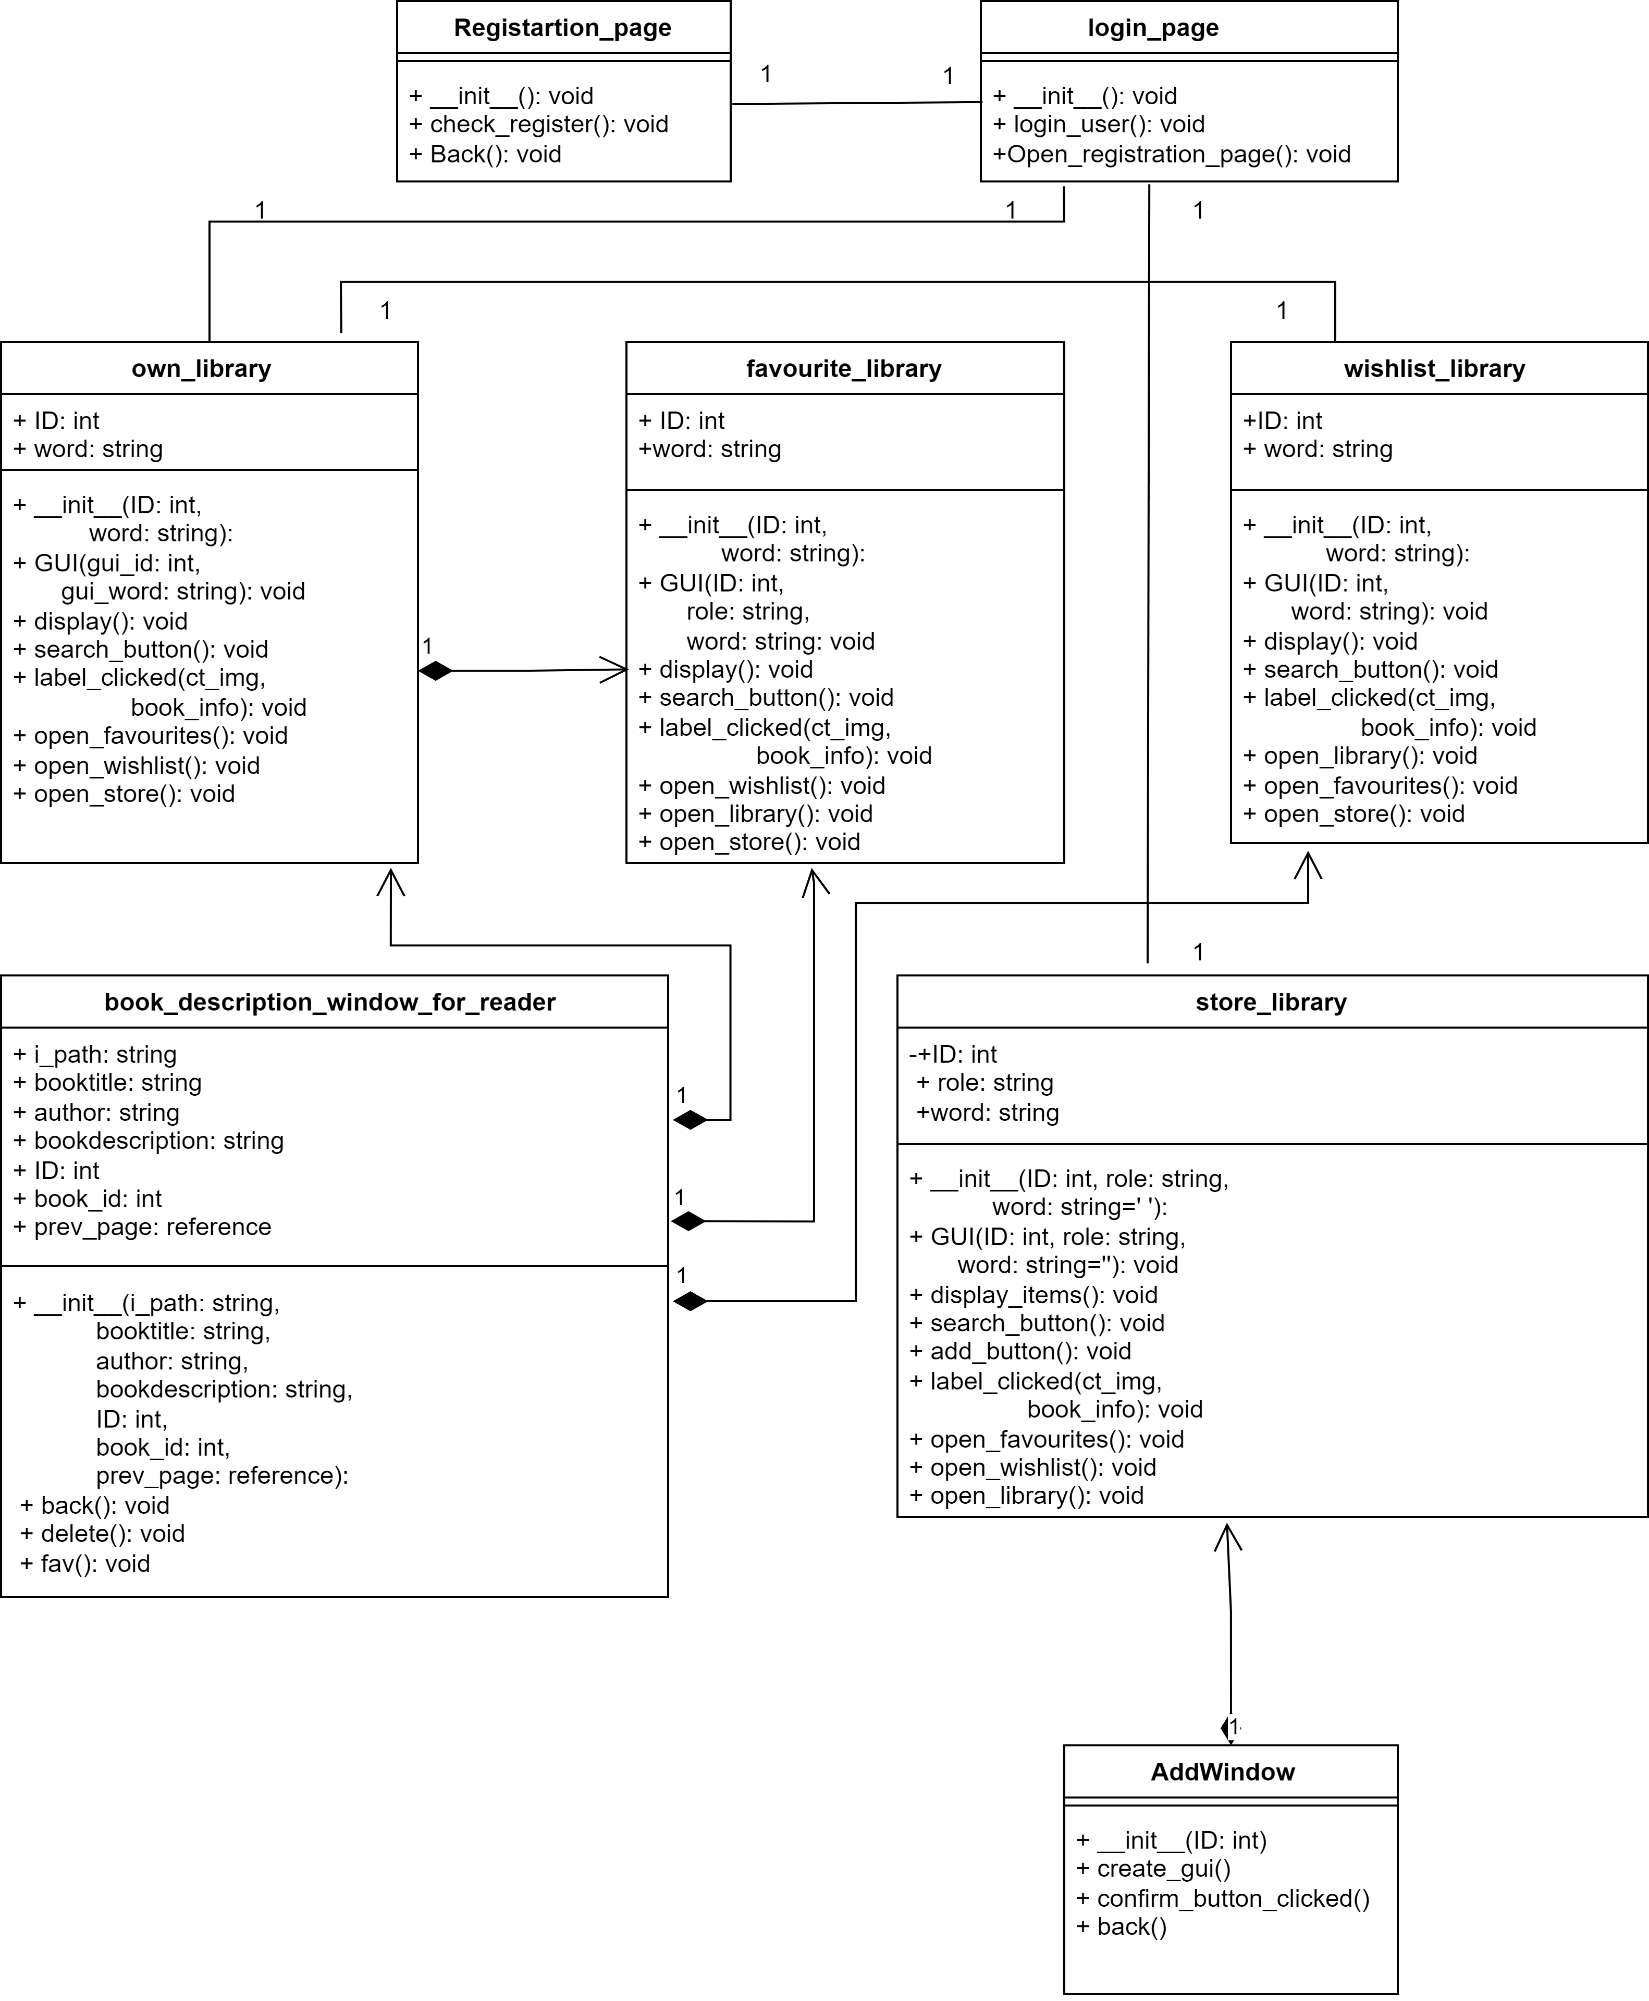 Registartion_page
+ __init__(): void
+ check_register(): void
+ Back(): void
1
1
login_page
+ __init__(): void
+ login_user(): void
+Open_registration_page(): void
1
1
1
1
1
own_library
+ ID: int
+ word: string
+ __init__(ID: int,
word: string):
+ GUI(gui_id: int,
gui_word: string): void
+ display(): void
+ search_button(): void
+ label_clicked(ct_img,
book_info): void
+ open_favourites(): void
+ open_wishlist(): void
+ open_store(): void
1
favourite_library
+ ID: int
+word: string
+ __init__(ID: int,
word: string):
+ GUI(ID: int,
role: string,
word: string: void
+ display(): void
+ search_button(): void
+ label_clicked(ct_img,
book_info): void
+ open_wishlist(): void
+ open_library(): void
+ open_store(): void
wishlist_library
+ID: int
+ word: string
+ __init__(ID: int,
word: string):
+ GUI(ID: int,
word: string): void
+ display(): void
+ search_button(): void
+ label_clicked(ct_img,
book_info): void
+ open_library(): void
+ open_favourites(): void
+ open_store(): void
1
book_description_window_for_reader
+ i_path: string
+ booktitle: string
+ author: string
+ bookdescription: string
+ ID: int
+ book_id: int
+ prev_page: reference
+ __init__(i_path: string,
booktitle: string,
author: string,
bookdescription: string,
ID: int,
book_id: int,
prev_page: reference):
+ back(): void
+ delete(): void
+ fav(): void
1
1
1
store_library
-+ID: int
+ role: string
+word: string
+ __init__(ID: int, role: string,
word: string=' '):
+ GUI(ID: int, role: string,
word: string=''): void
+ display_items(): void
+ search_button(): void
+ add_button(): void
+ label_clicked(ct_img,
book_info): void
+ open_favourites(): void
+ open_wishlist(): void
+ open_library(): void
1
AddWindow
+ __init__(ID: int)
+ create_gui()
+ confirm_button_clicked()
+ back()